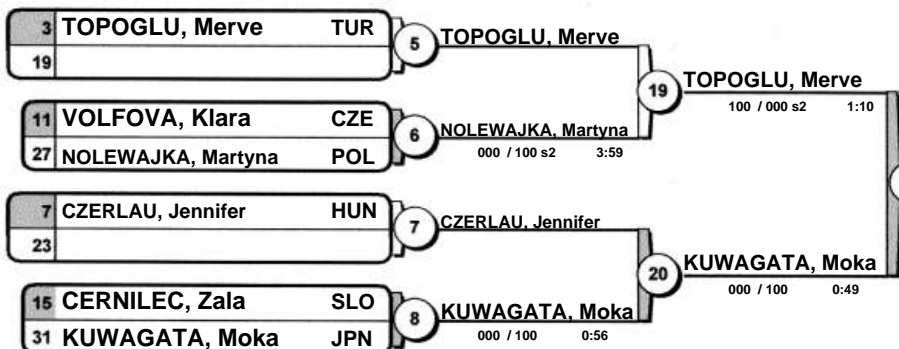 3 TOPOGLU, Merve TUR
19
5
TOPOGLU, Merve
11 VOLFOVA, Klara CZE
27 NOLEWAJKA, Martyna POL
6
NOLEWAJKA, Martyna
000 / 100 s2 3:59
19
TOPOGLU, Merve
100 / 000 s2 1:10
7 CZERLAU, Jennifer HUN
23
7
CZERLAU, Jennifer
15 CERNILEC, Zala SLO
31 KUWAGATA, Moka JPN
8
KUWAGATA, Moka
000 / 100 0:56
20
KUWAGATA, Moka
000 / 100 0:49